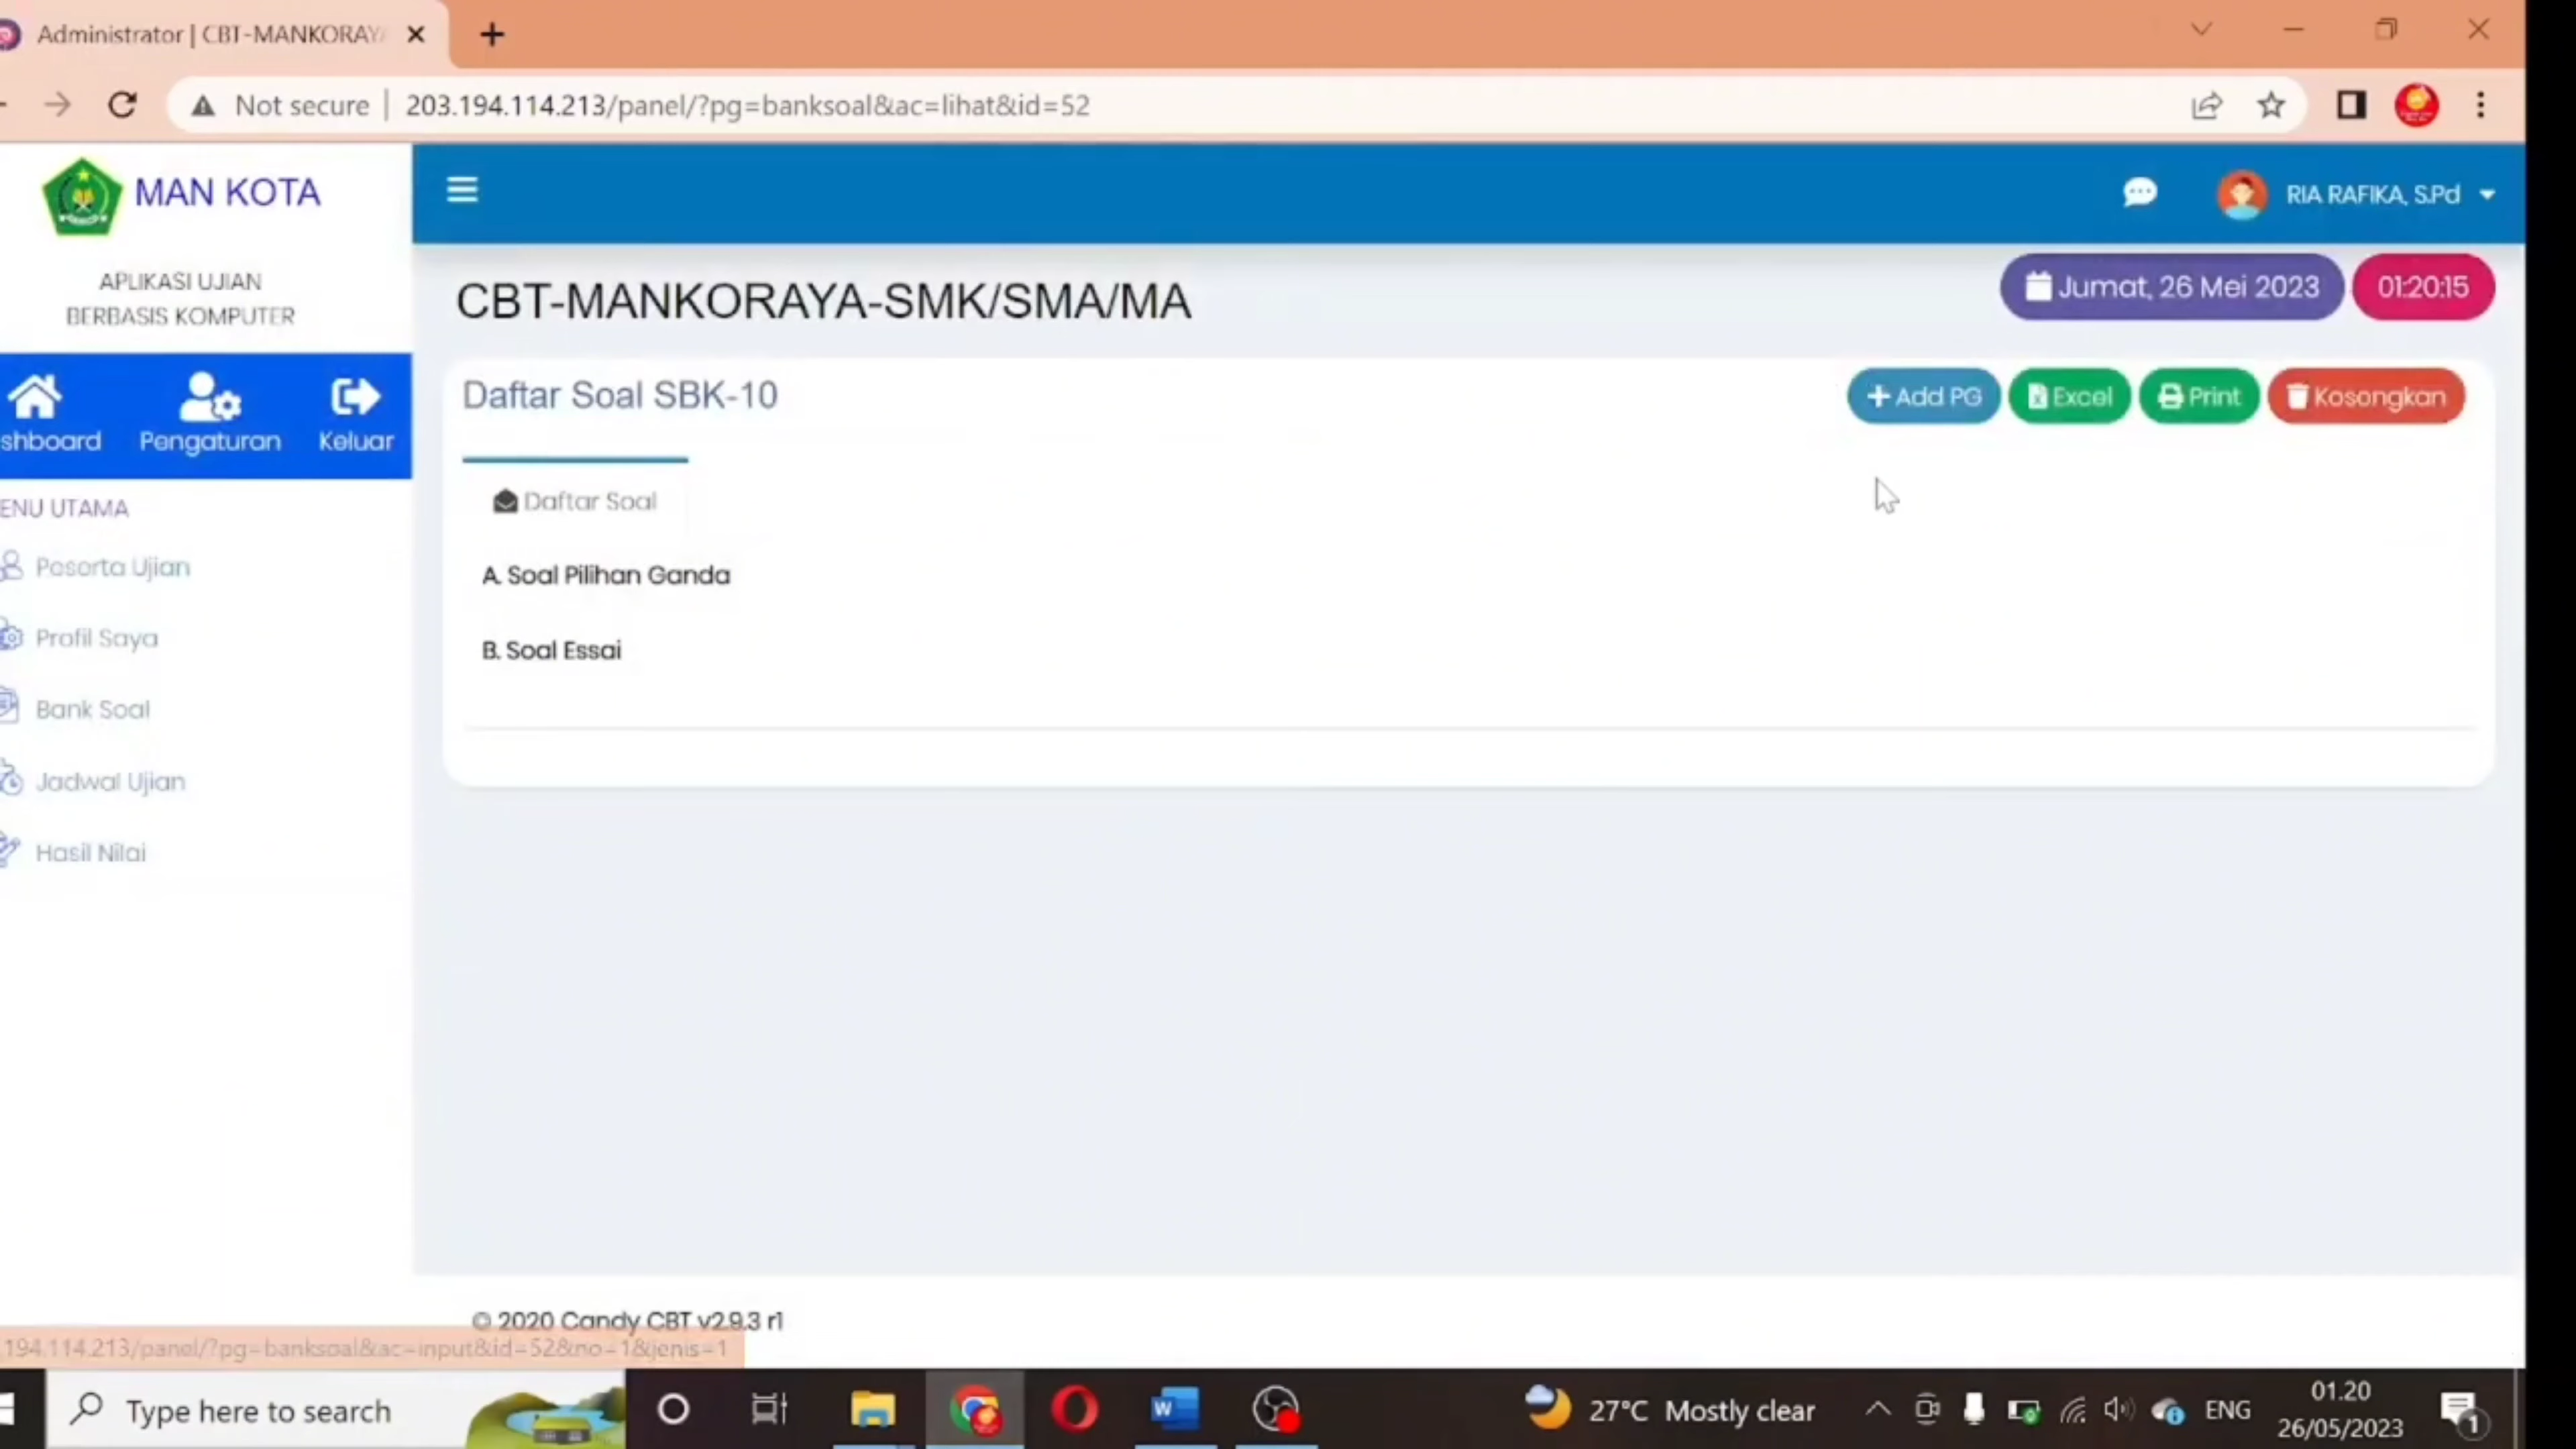 Administrator | CBT-MANKORAYA
Not secure | 203.194.114.213/panel/?pg=banksoal&ac=lihat&id=52
MAN KOTA
APLIKASI UJIAN
BERBASIS KOMPUTER
shboard Pengaturan Keluar
ENU UTAMA
Peserta Ujian
Profil Saya
Bank Soal
Jadwal Ujian
Hasil Nilai
RIA RAFIKA, S.Pd
CBT-MANKORAYA-SMK/SMA/MA
Jumat, 26 Mei 2023 01:20:15
Daftar Soal SBK-10
Add PG Excel Print Kosongkan
Daftar Soal
A. Soal Pilihan Ganda
B. Soal Essai
© 2020 Candy CBT v2.9.3 r1
194.114.213/panel/?pg=banksoal&ac=input&id=52&no=1&jenis=1
Type here to search
27°C Mostly clear
ENG
01.20
26/05/2023
1